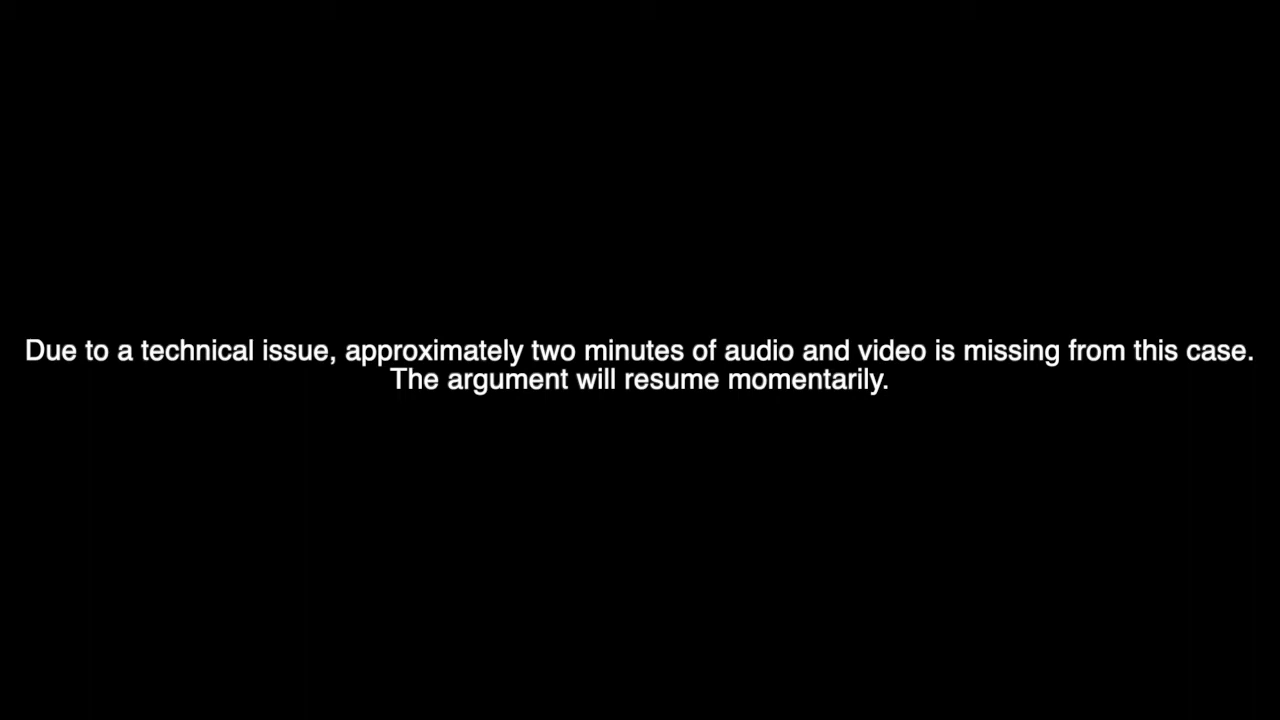 Due to a technical issue, approximately two minutes of audio and video is missing from this case.
The argument will resume momentarily.